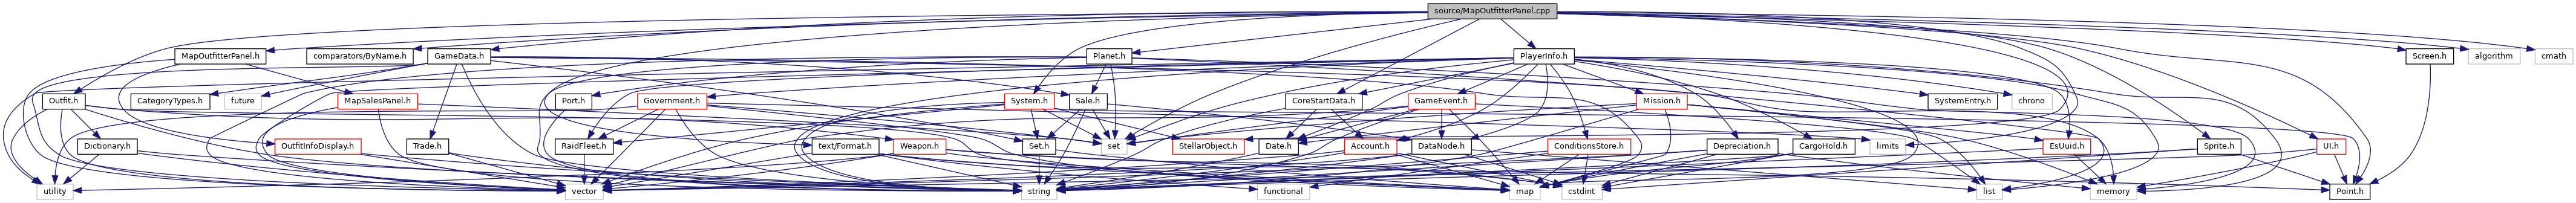 source/MapOutfitterPanel.cpp
MapOutfitterPanel.h
comparators/ByName.h
GameData.h
Planet.h
PlayerInfo.h
Screen.h
algorithm
cmath
Outfit.h
CategoryTypes.h
future
MapSalesPanel.h
Port.h
Government.h
System.h
Sale.h
CoreStartData.h
GameEvent.h
Mission.h
SystemEntry.h
chrono
Dictionary.h
OutfitInfoDisplay.h
Trade.h
RaidFleet.h
text/Format.h
Weapon.h
Set.h
set
StellarObject.h
Date.h
Account.h
DataNode.h
ConditionsStore.h
limits
Depreciation.h
CargoHold.h
EsUuid.h
Sprite.h
UI.h
utility
vector
string
functional
map
cstdint
list
memory
Point.h